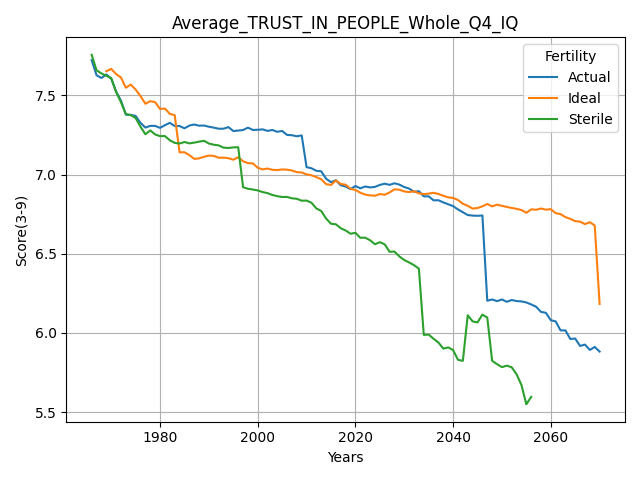 Average_TRUST_IN_PEOPLE_Whole_Q4_IQ
Fertility
Actual
Ideal
Sterile
Score(3-9)
7.5
7.0
6.5
6.0
5.5
1980 2000 2020 2040 2060
Years